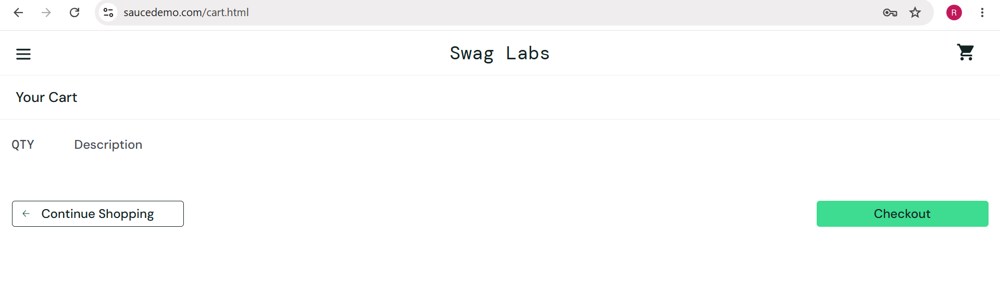 saucedemo.com/cart.html
R
Swag Labs
Your Cart
QTY Description
Continue Shopping
Checkout